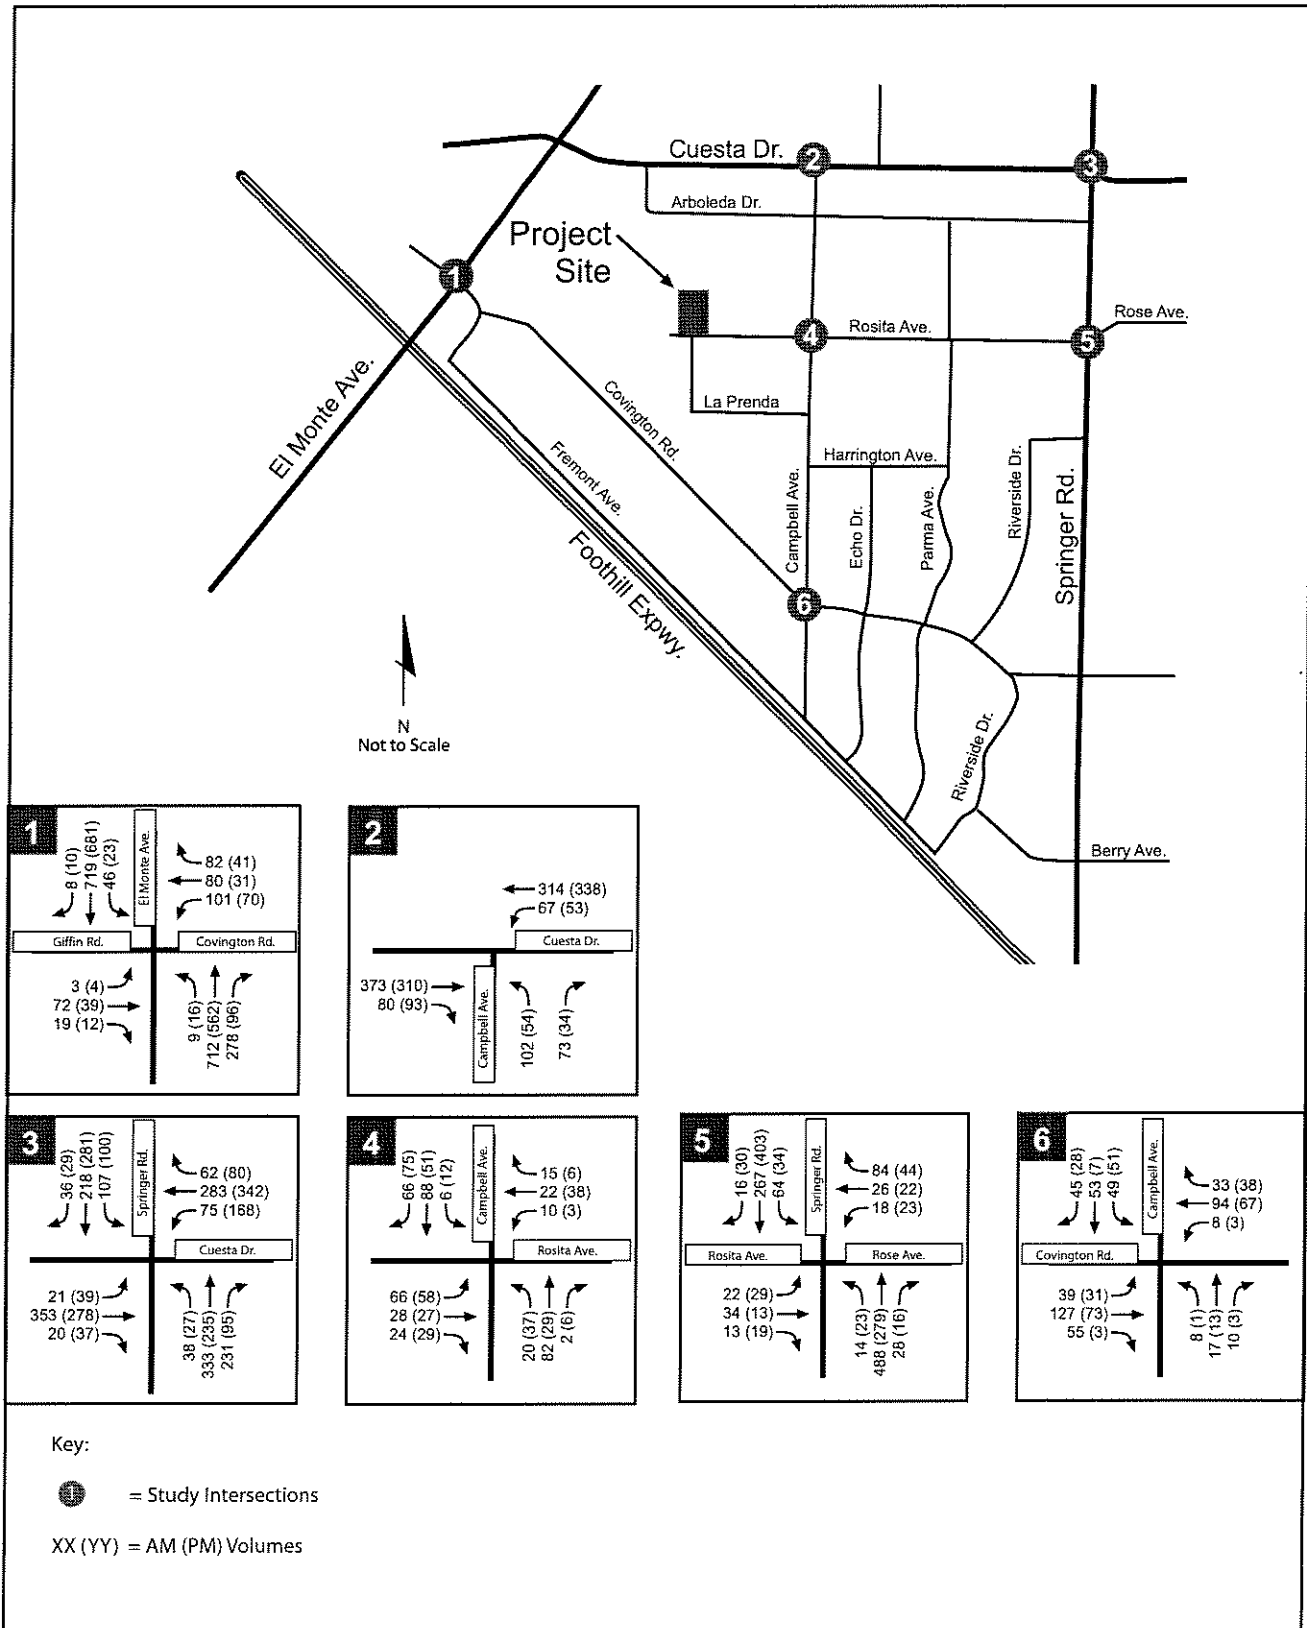 Cuesta Dr.
2
3
Arboleda Dr.
Project
Site
1
Rose Ave.
Rosita Ave.
4
5
El Monte Ave.
La Prenda
Covington Rd.
Fremont Ave.
Harrington Ave.
Campbell Ave.
Echo Dr.
Parma Ave.
Riverside Dr.
Springer Rd.
Foothill Expwy.
6
N
Not to Scale
Riverside Dr.
Berry Ave.
1
8 (10)
719 (681)
46 (23)
El Monte Ave.
82 (41)
80 (31)
101 (70)
Giffin Rd.
Covington Rd.
3 (4)
72 (39)
19 (12)
9 (16)
712 (562)
278 (96)
2
314 (338)
67 (53)
Cuesta Dr.
373 (310)
80 (93)
Campbell Ave.
102 (54)
73 (34)
3
36 (29)
218 (281)
107 (100)
Springer Rd.
62 (80)
283 (342)
75 (168)
Cuesta Dr.
21 (39)
353 (278)
20 (37)
38 (27)
333 (235)
231 (95)
4
66 (75)
88 (51)
6 (12)
Campbell Ave.
15 (6)
22 (38)
10 (3)
Rosita Ave.
66 (58)
28 (27)
24 (29)
20 (37)
82 (29)
2 (6)
5
16 (30)
267 (403)
64 (34)
Springer Rd.
84 (44)
26 (22)
18 (23)
Rosita Ave.
Rose Ave.
22 (29)
34 (13)
13 (19)
14 (23)
488 (279)
28 (16)
6
45 (28)
53 (7)
49 (51)
Campbell Ave.
33 (38)
94 (67)
8 (3)
Covington Rd.
39 (31)
127 (73)
55 (3)
8 (1)
17 (13)
10 (3)
Key:
1 = Study Intersections
XX (YY) = AM (PM) Volumes